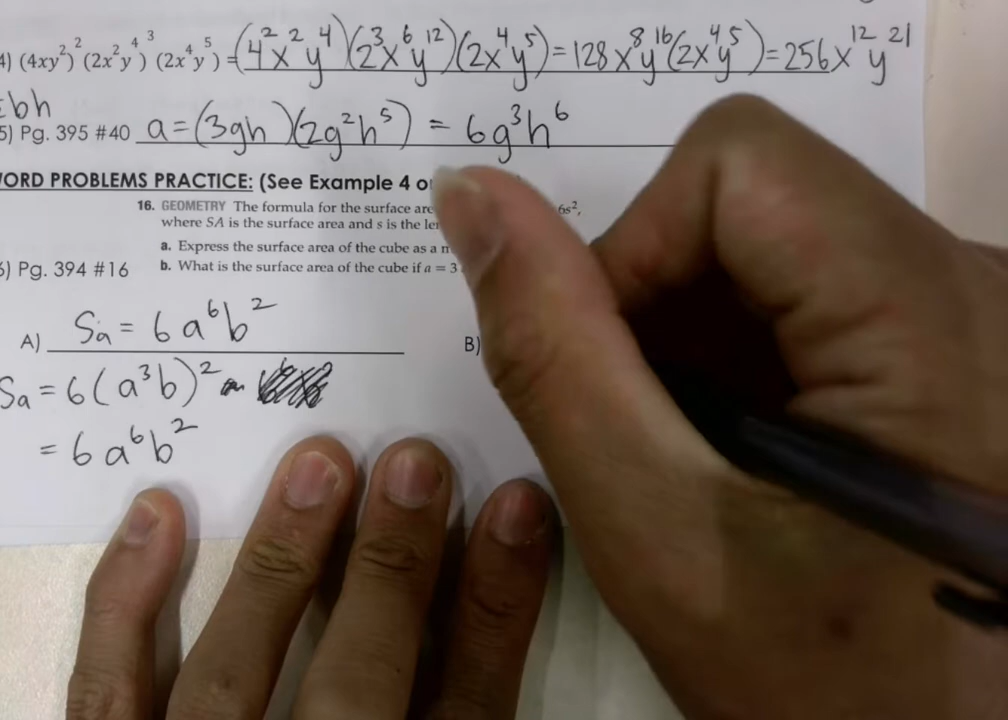 4) (4xy²)² (2x²y⁴)³ (2x⁴y⁵) = (4²x²y⁴)(2³x⁶y¹²)(2x⁴y⁵) = 128x⁸y¹⁶(2x⁴y⁵) = 256x¹²y²¹
bh
5) Pg. 395 #40 a = (3gh)(2g²h⁵) = 6g³h⁶
WORD PROBLEMS PRACTICE: (See Example 4 o
16. GEOMETRY The formula for the surface are 6s²,
where SA is the surface area and s is the
a. Express the surface area of the cube as a
6) Pg. 394 #16 b. What is the surface area of the cube if a = 3
A) Sa = 6a⁶b²
B)
Sa = 6(a³b)²
= 6a⁶b²